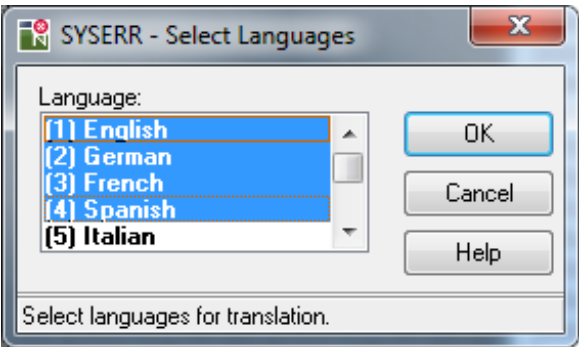 SYSERR - Select Languages
Language:
(1) English
(2) German
(3) French
(4) Spanish
(5) Italian
OK
Cancel
Help
Select languages for translation.